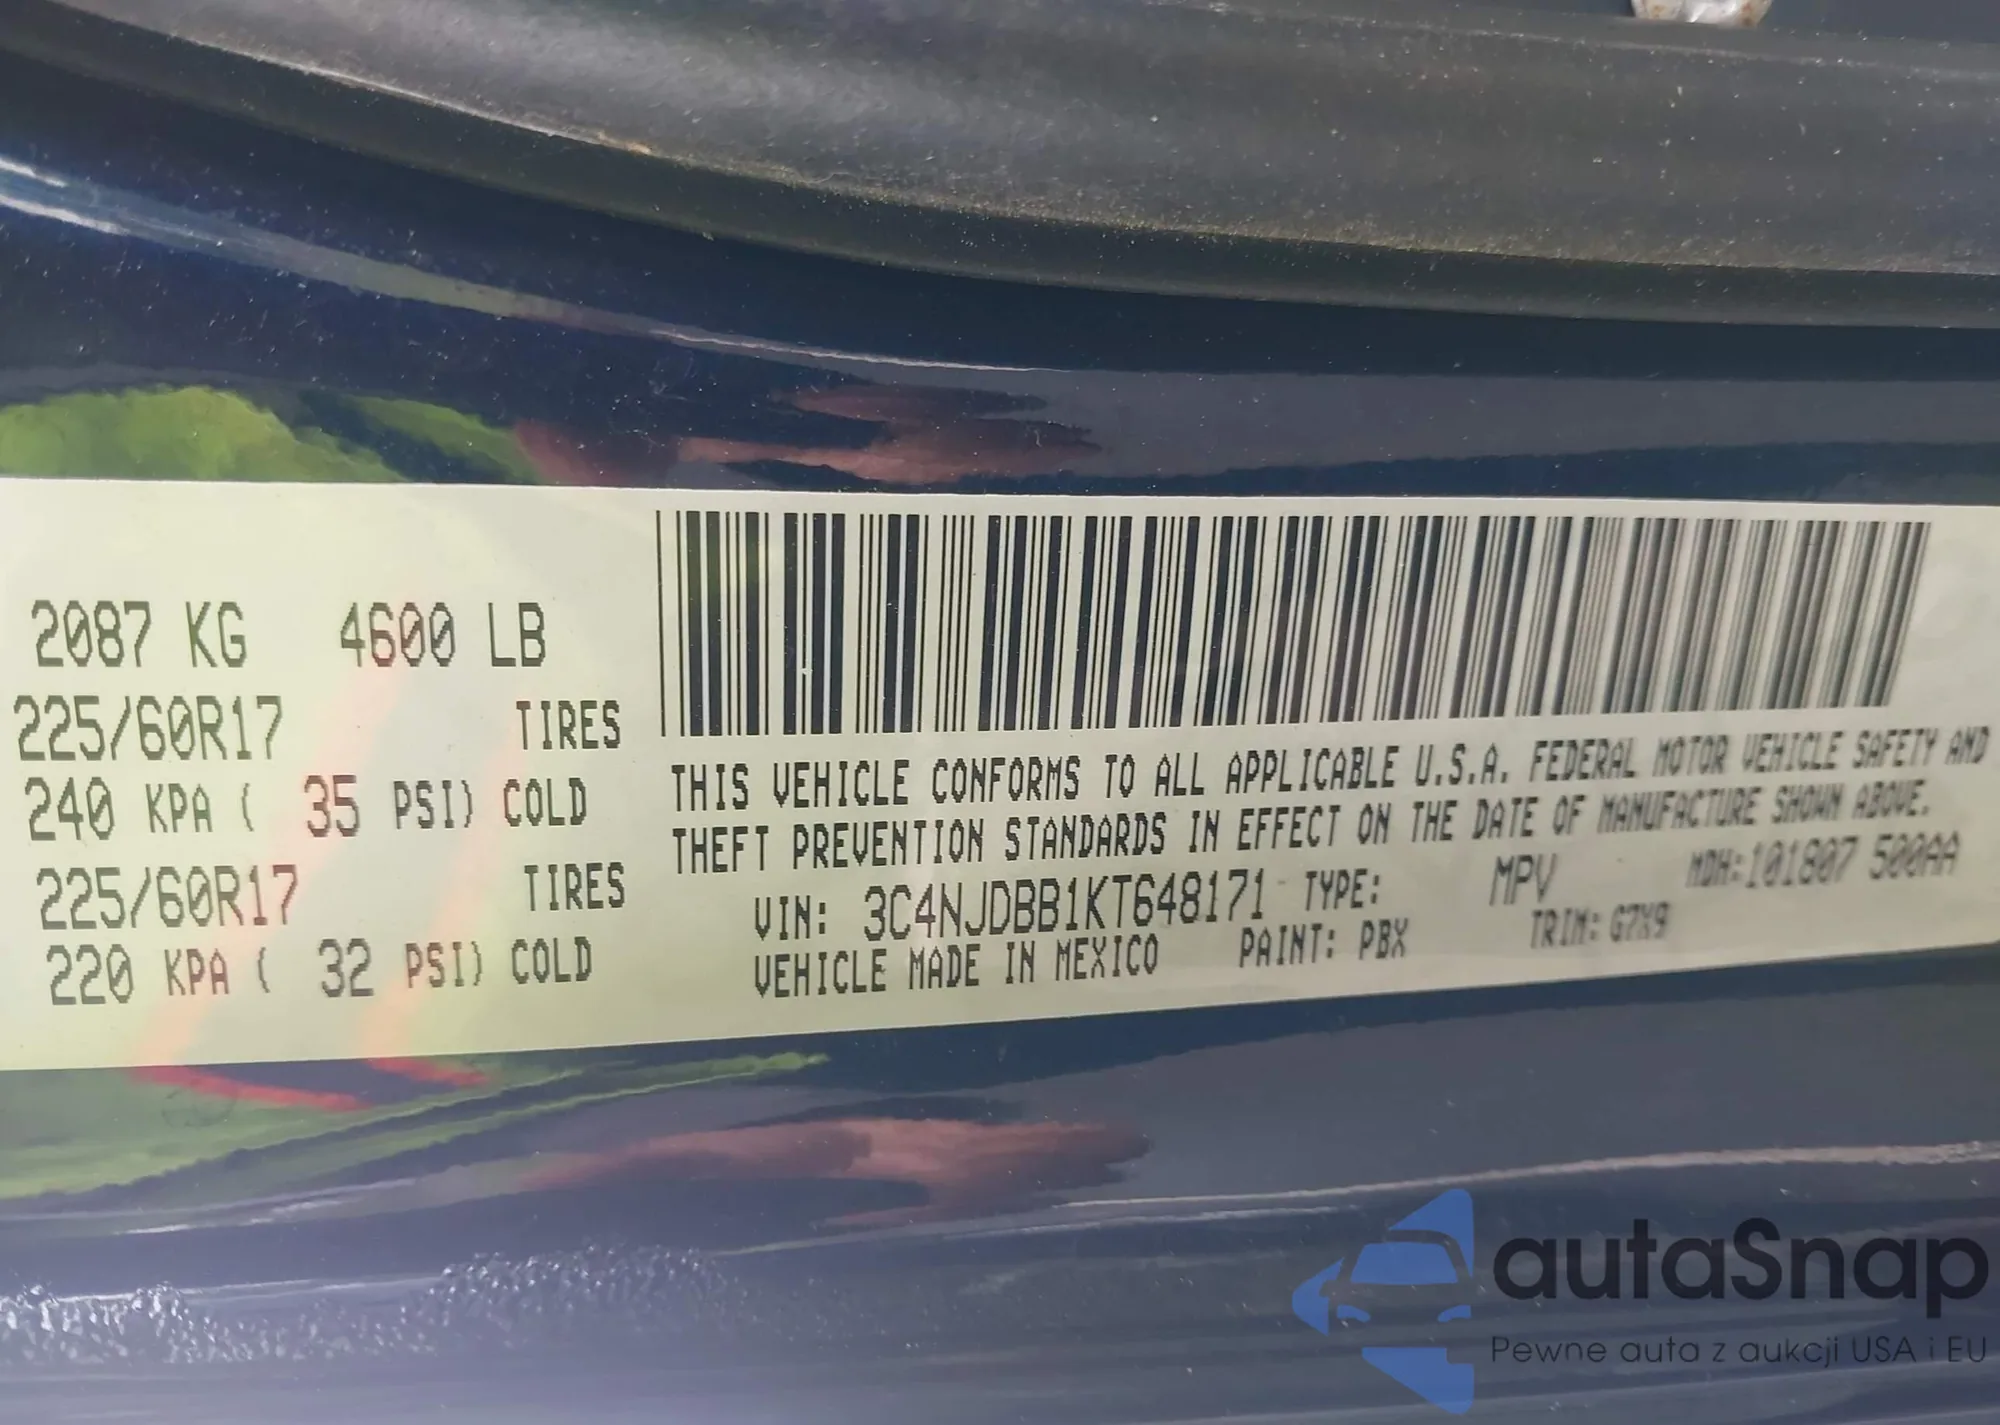 2087 KG 4600 LB
225/60R17 TIRES
240 KPA ( 35 PSI) COLD
225/60R17 TIRES
220 KPA ( 32 PSI) COLD
THIS VEHICLE CONFORMS TO ALL APPLICABLE U.S.A. FEDERAL MOTOR VEHICLE SAFETY AND
THEFT PREVENTION STANDARDS IN EFFECT ON THE DATE OF MANUFACTURE SHOWN ABOVE.
VIN: 3C4NJDBB1KT648171 TYPE: MPV MDH:101807 500AA
VEHICLE MADE IN MEXICO PAINT: PBX TRIM: G7X9
autaSnap
Pewne auta z aukcji USA i EU